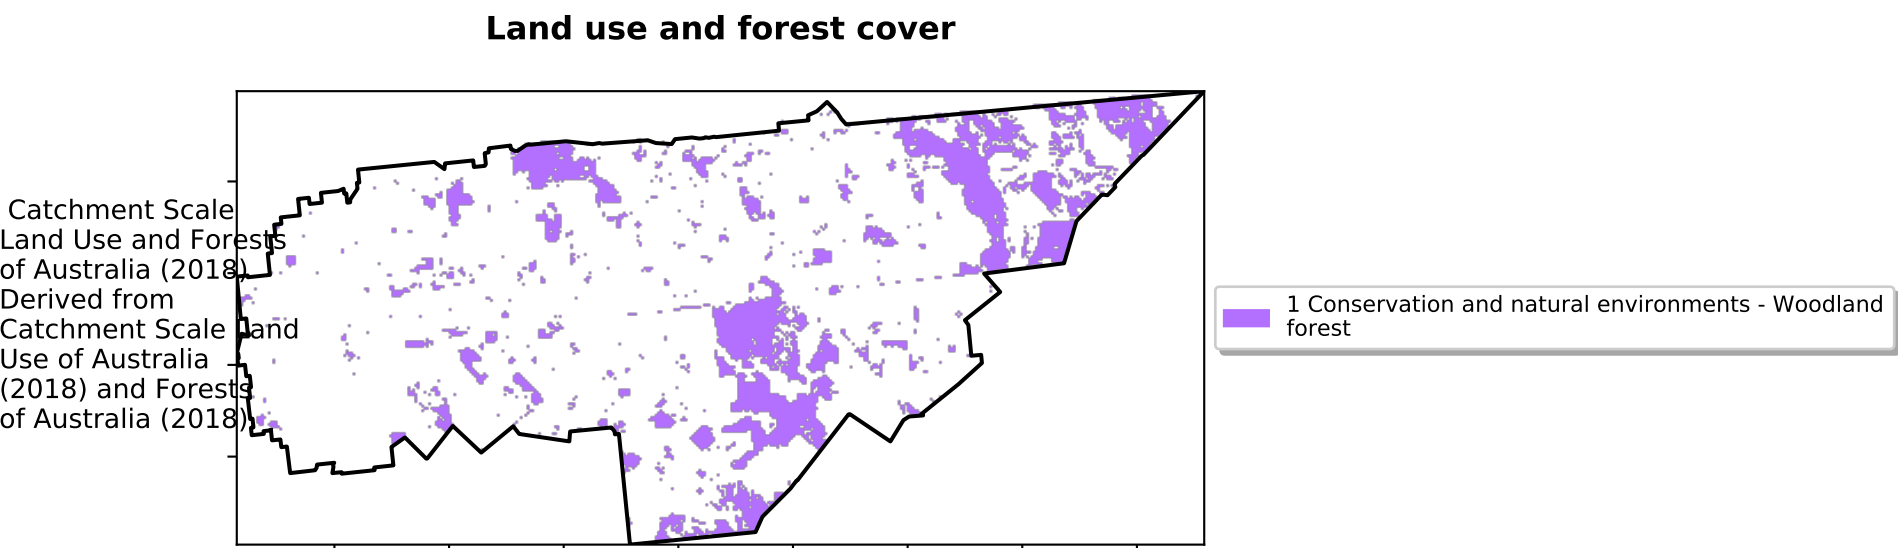 Land use and forest cover
Catchment Scale
Land Use and Forests
of Australia (2018)
Derived from
Catchment Scale Land
Use of Australia
(2018) and Forests
of Australia (2018)
1 Conservation and natural environments - Woodland
forest